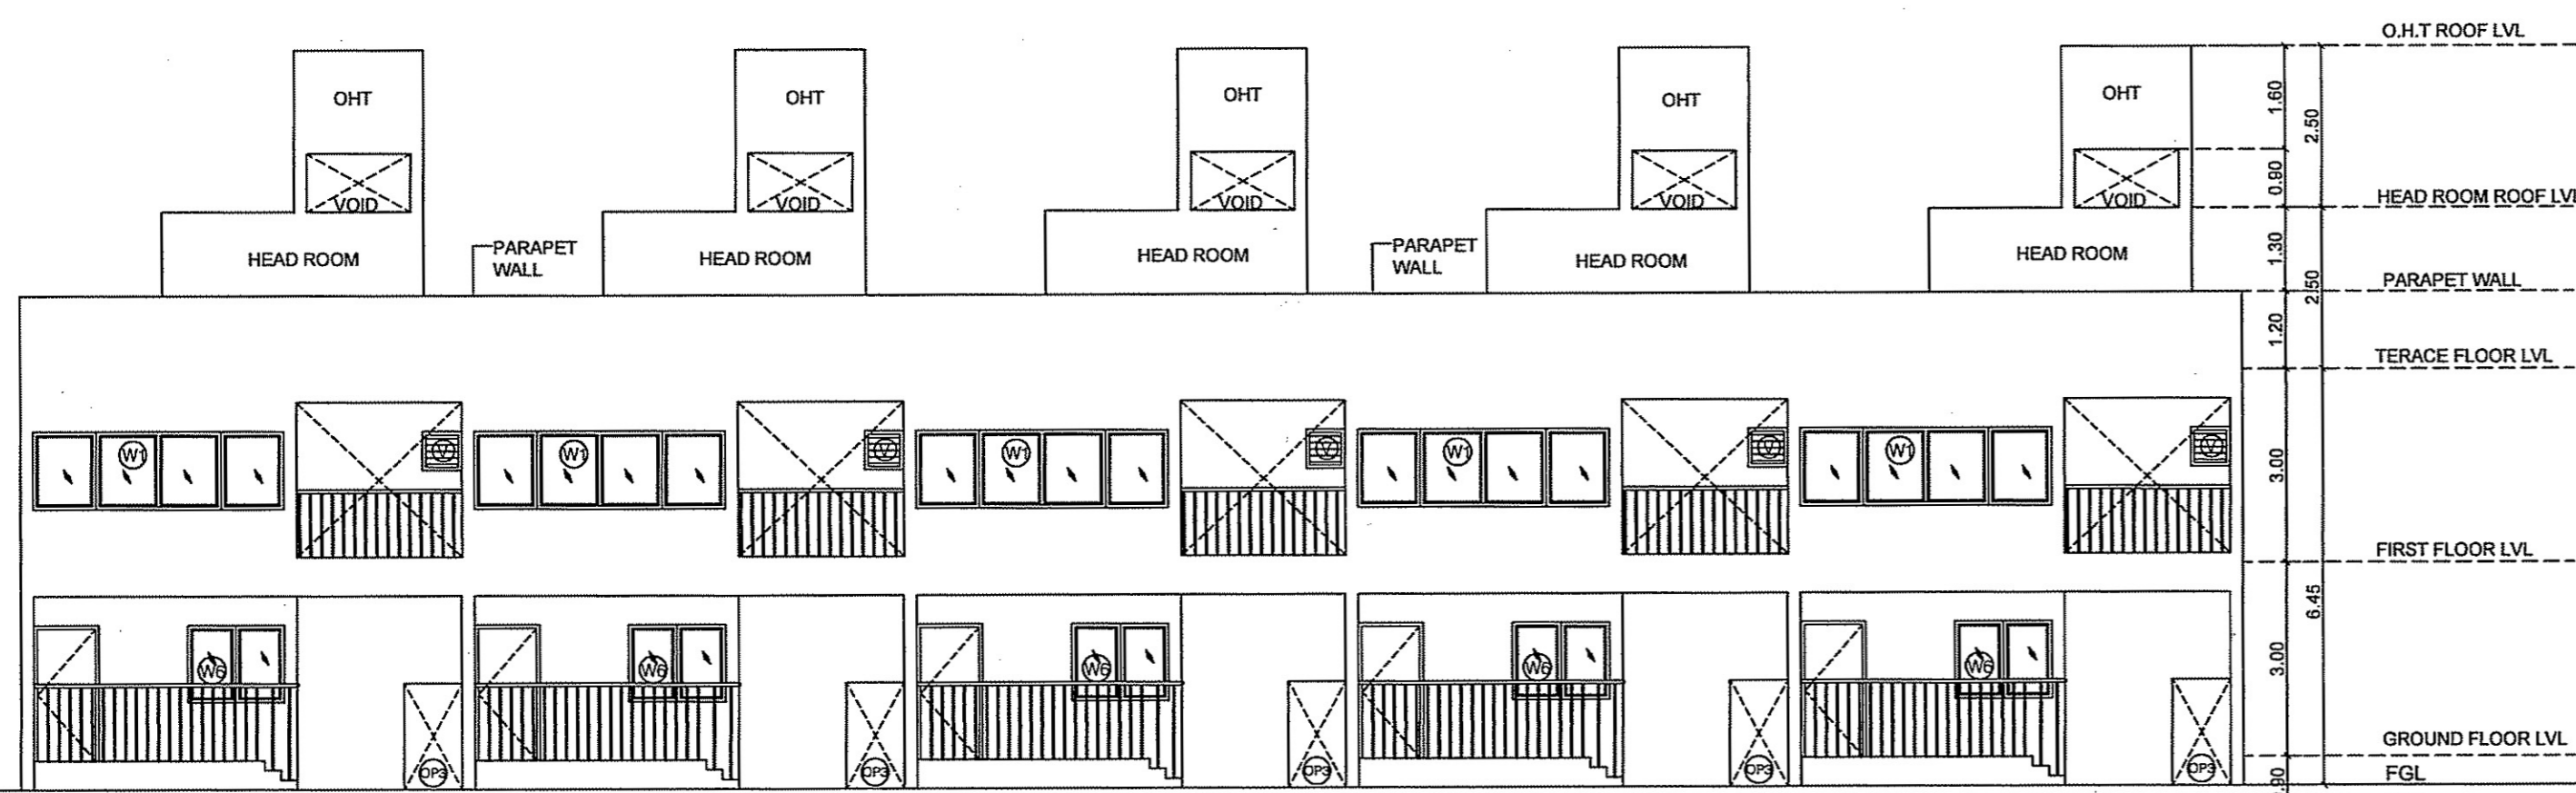 O.H.T ROOF LVL
OHT
OHT
OHT
OHT
OHT
1.60
2.50
VOID
VOID
VOID
VOID
VOID
0.90
HEAD ROOM ROOF LVL
HEAD ROOM
PARAPET
WALL
HEAD ROOM
HEAD ROOM
PARAPET
WALL
HEAD ROOM
HEAD ROOM
1.30
2.50
PARAPET WALL
1.20
TERACE FLOOR LVL
W1
V
W1
V
W1
V
W1
V
W1
V
3.00
FIRST FLOOR LVL
6.45
W6
W6
W6
W6
W6
3.00
GROUND FLOOR LVL
OP3
OP3
OP3
OP3
OP3
FGL